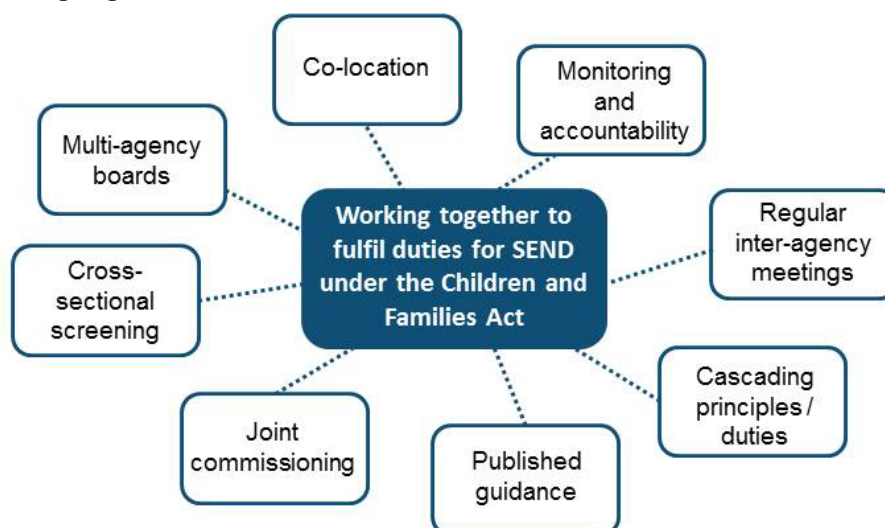 Co-location
Monitoring
and
accountability
Multi-agency
boards
Working together to
fulfil duties for SEND
under the Children and
Families Act
Regular
inter-agency
meetings
Cross-
sectional
screening
Cascading
principles /
duties
Joint
commissioning
Published
guidance